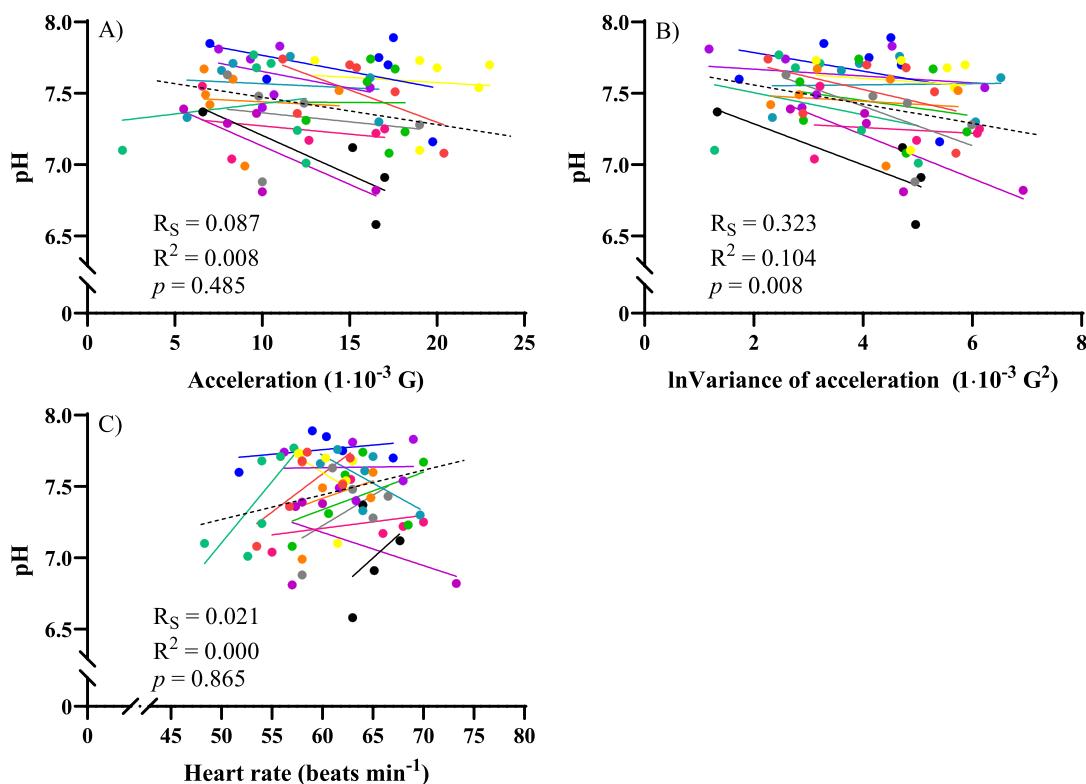 A)
8.0
7.5
7.0
6.5
0
pH
R_S = 0.087
R² = 0.008
p = 0.485
0 5 10 15 20 25
Acceleration (1·10⁻³ G)
B)
8.0
7.5
7.0
6.5
0
pH
R_S = 0.323
R² = 0.104
p = 0.008
0 2 4 6 8
lnVariance of acceleration (1·10⁻³ G²)
C)
8.0
7.5
7.0
6.5
0
pH
R_S = 0.021
R² = 0.000
p = 0.865
0 45 50 55 60 65 70 75 80
Heart rate (beats min⁻¹)